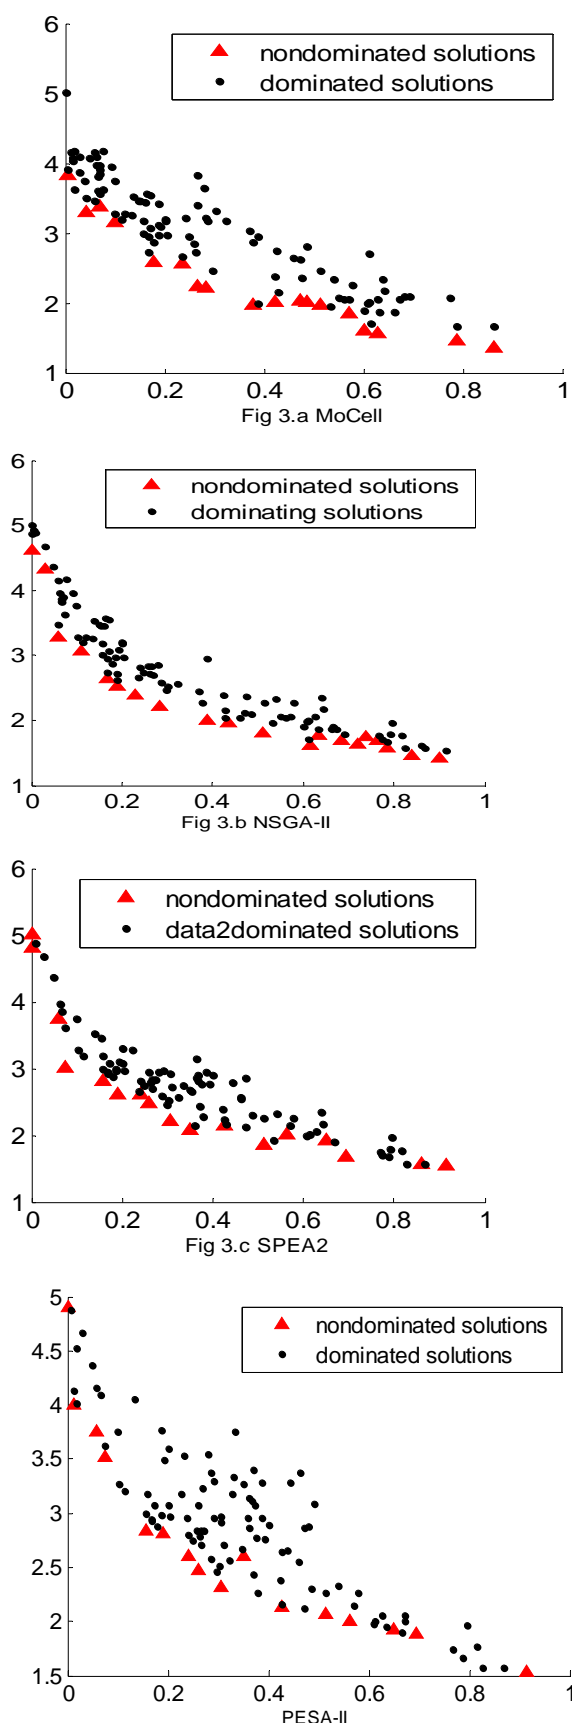 6
nondominated solutions
dominated solutions
5
4
3
2
1
0 0.2 0.4 0.6 0.8 1
Fig 3.a MoCell
6
nondominated solutions
dominating solutions
5
4
3
2
1
0 0.2 0.4 0.6 0.8 1
Fig 3.b NSGA-II
6
nondominated solutions
data2dominated solutions
5
4
3
2
1
0 0.2 0.4 0.6 0.8 1
Fig 3.c SPEA2
5
nondominated solutions
dominated solutions
4.5
4
3.5
3
2.5
2
1.5
0 0.2 0.4 0.6 0.8 1
PESA-II